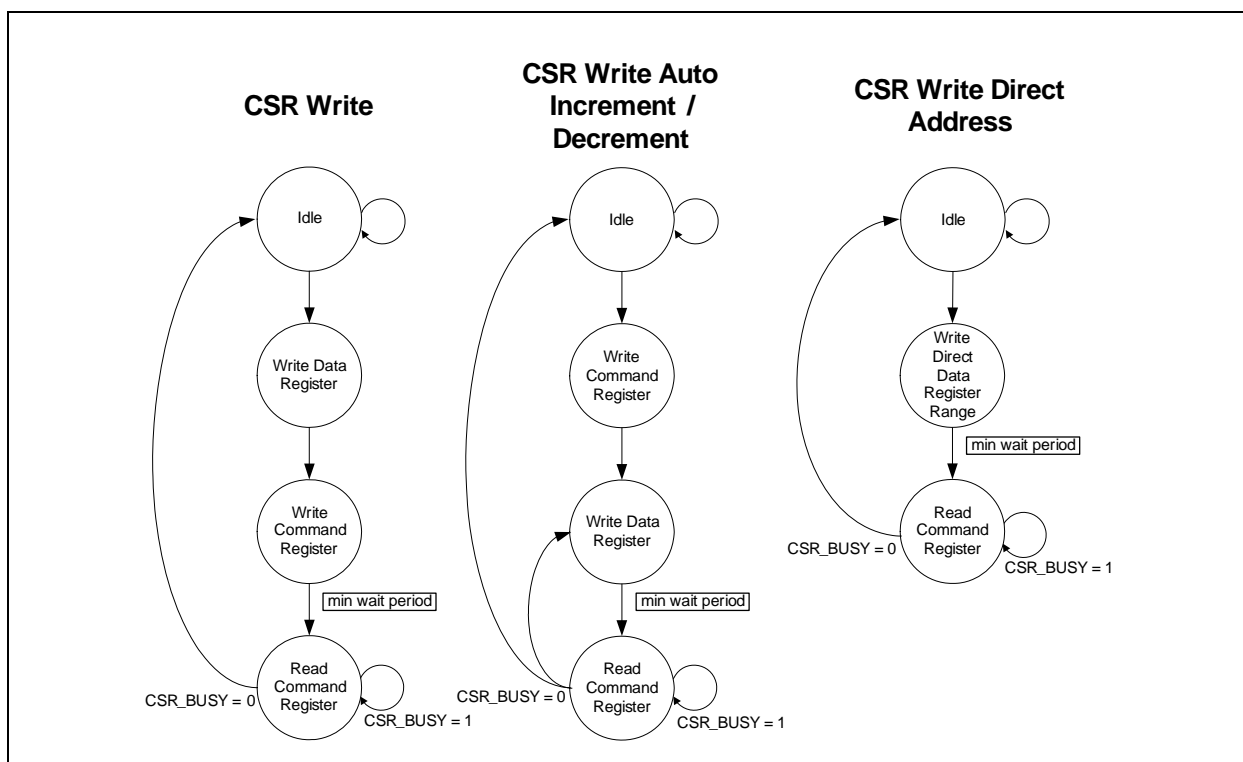 CSR Write
Idle
Write Data
Register
Write
Command
Register
min wait period
Read
Command
Register
CSR_BUSY = 0
CSR_BUSY = 1
CSR Write Auto
Increment /
Decrement
Idle
Write
Command
Register
Write Data
Register
min wait period
Read
Command
Register
CSR_BUSY = 0
CSR_BUSY = 1
CSR Write Direct
Address
Idle
Write
Direct
Data
Register
Range
min wait period
Read
Command
Register
CSR_BUSY = 0
CSR_BUSY = 1